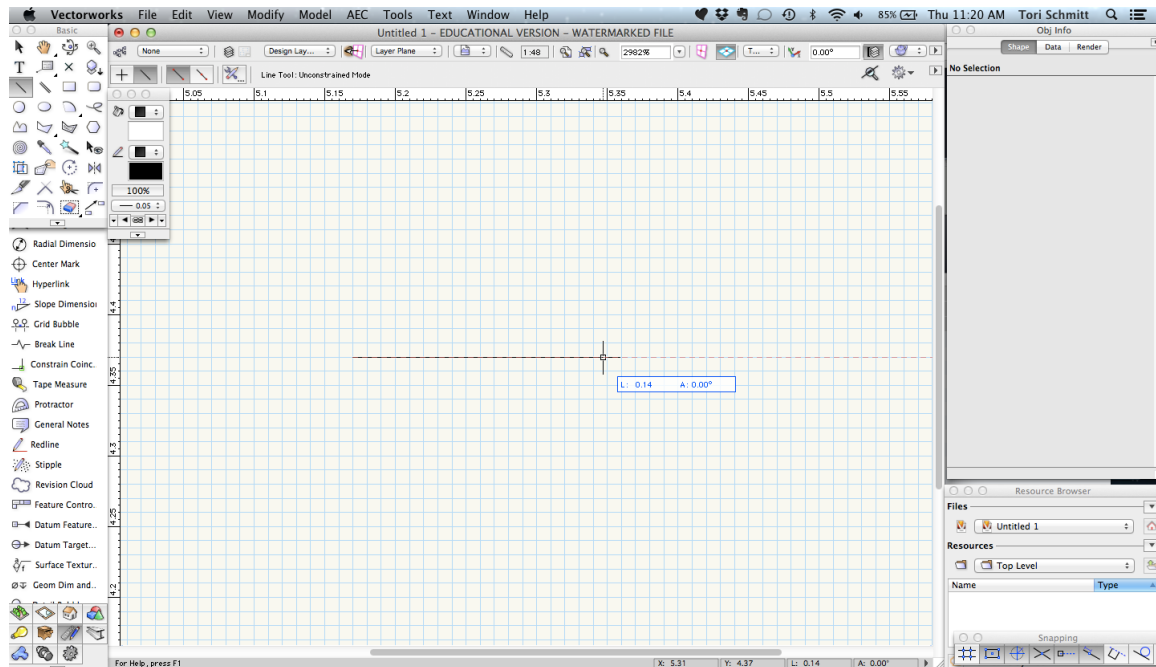 Vectorworks File Edit View Modify Model AEC Tools Text Window Help 85% Thu 11:20 AM Tori Schmitt
Basic
Untitled 1 – EDUCATIONAL VERSION – WATERMARKED FILE
Obj Info
None Design Lay... Layer Plane 1:48 2982% T... 0.00°
Shape Data Render
Line Tool: Unconstrained Mode
No Selection
5.05 5.1 5.15 5.2 5.25 5.3 5.35 5.4 5.45 5.5 5.55
100%
0.05
Radial Dimensio
Center Mark
Hyperlink
Slope Dimension
Grid Bubble
Break Line
Constrain Coinc.
Tape Measure
Protractor
General Notes
Redline
Stipple
Revision Cloud
Feature Contro.
Datum Feature..
Datum Target...
Surface Textur..
Geom Dim and..
4.4
4.35
4.3
4.25
4.2
L: 0.14 A: 0.00°
Resource Browser
Files
Untitled 1
Resources
Top Level
Name Type
Snapping
For Help, press F1
X: 5.31 Y: 4.37 L: 0.14 A: 0.00°